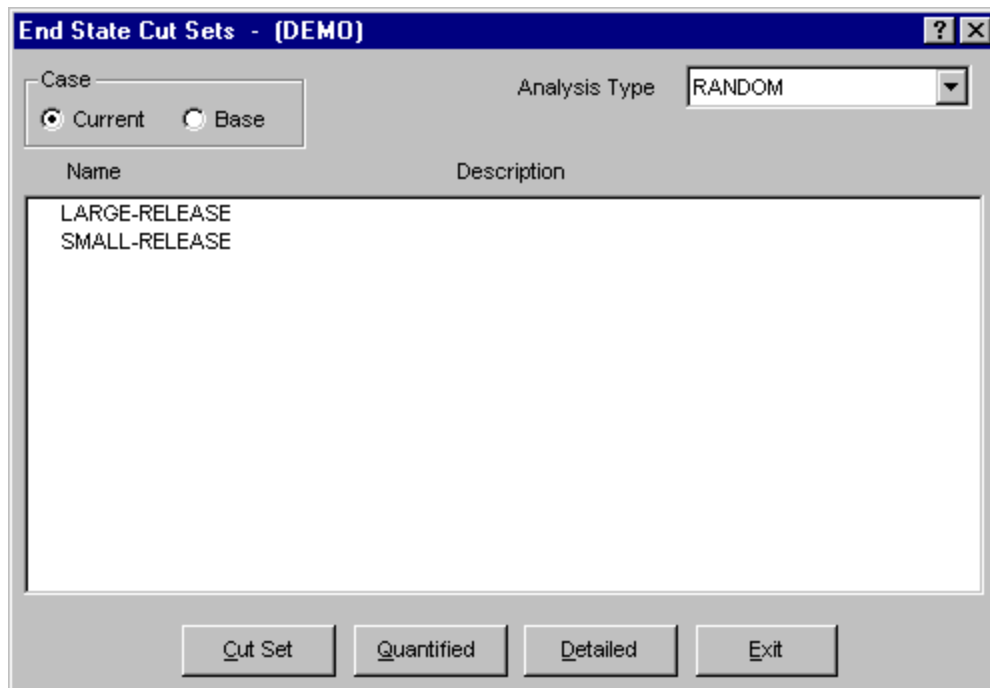 End State Cut Sets - (DEMO)
Case
Analysis Type RANDOM
Current Base
Name Description
LARGE-RELEASE
SMALL-RELEASE
Cut Set Quantified Detailed Exit